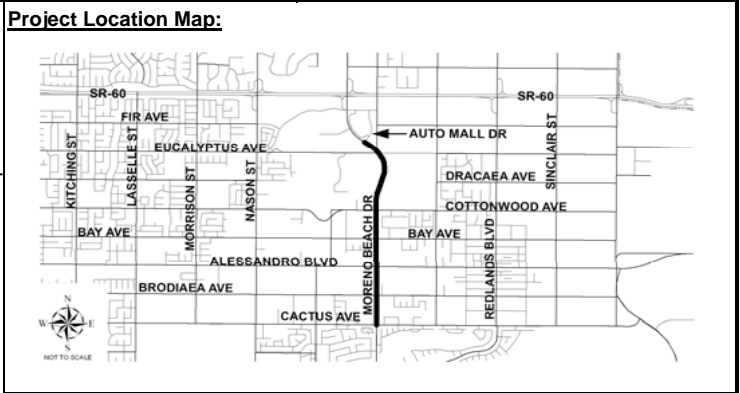 Project Location Map:
SR-60
SR-60
FIR AVE
AUTO MALL DR
EUCALYPTUS AVE
KITCHING ST
LASSELLE ST
MORRISON ST
NASON ST
SINCLAIR ST
DRACAEA AVE
COTTONWOOD AVE
MORENO BEACH DR
BAY AVE
BAY AVE
REDLANDS BLVD
ALESSANDRO BLVD
BRODIAEA AVE
CACTUS AVE
N
W E
S
NOT TO SCALE